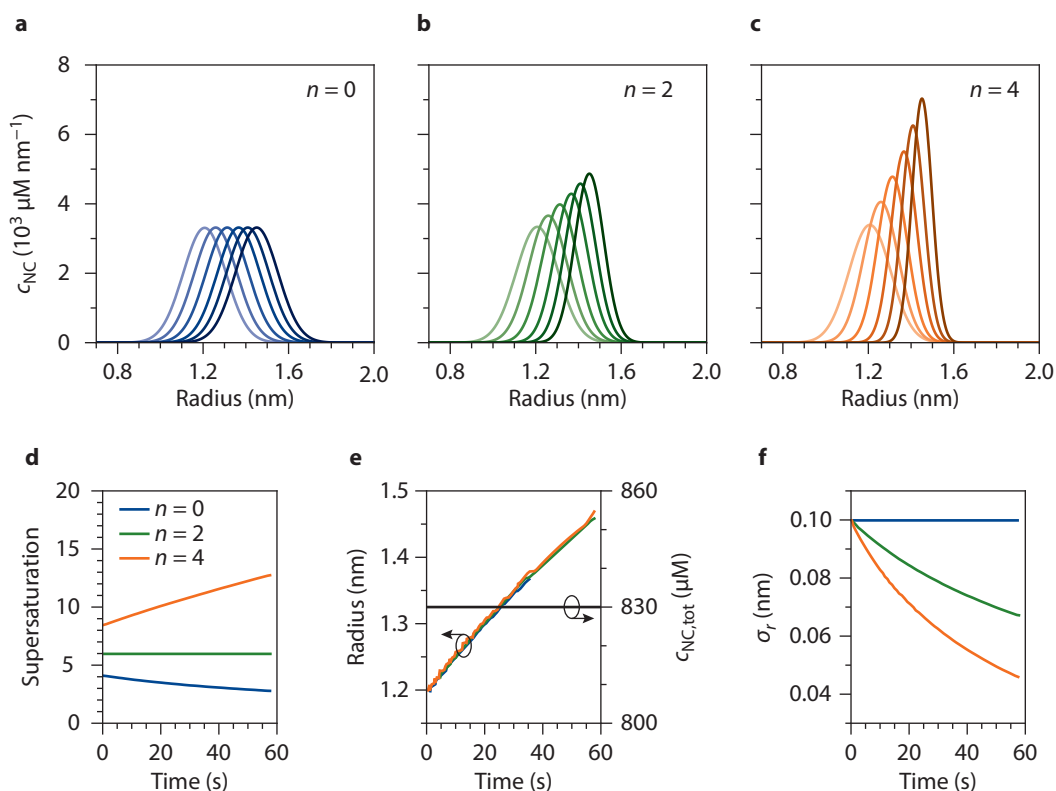 a
b
c
8
6
4
2
0
c_NC (10³ μM nm⁻¹)
n = 0
n = 2
n = 4
0.8 1.2 1.6 2.0
0.8 1.2 1.6 2.0
0.8 1.2 1.6 2.0
Radius (nm)
Radius (nm)
Radius (nm)
d
e
f
20
15
10
5
0
Supersaturation
n = 0
n = 2
n = 4
0 20 40 60
Time (s)
1.5
1.4
1.3
1.2
Radius (nm)
860
830
800
c_NC,tot (μM)
0 20 40 60
Time (s)
0.10
0.08
0.06
0.04
σ_r (nm)
0 20 40 60
Time (s)